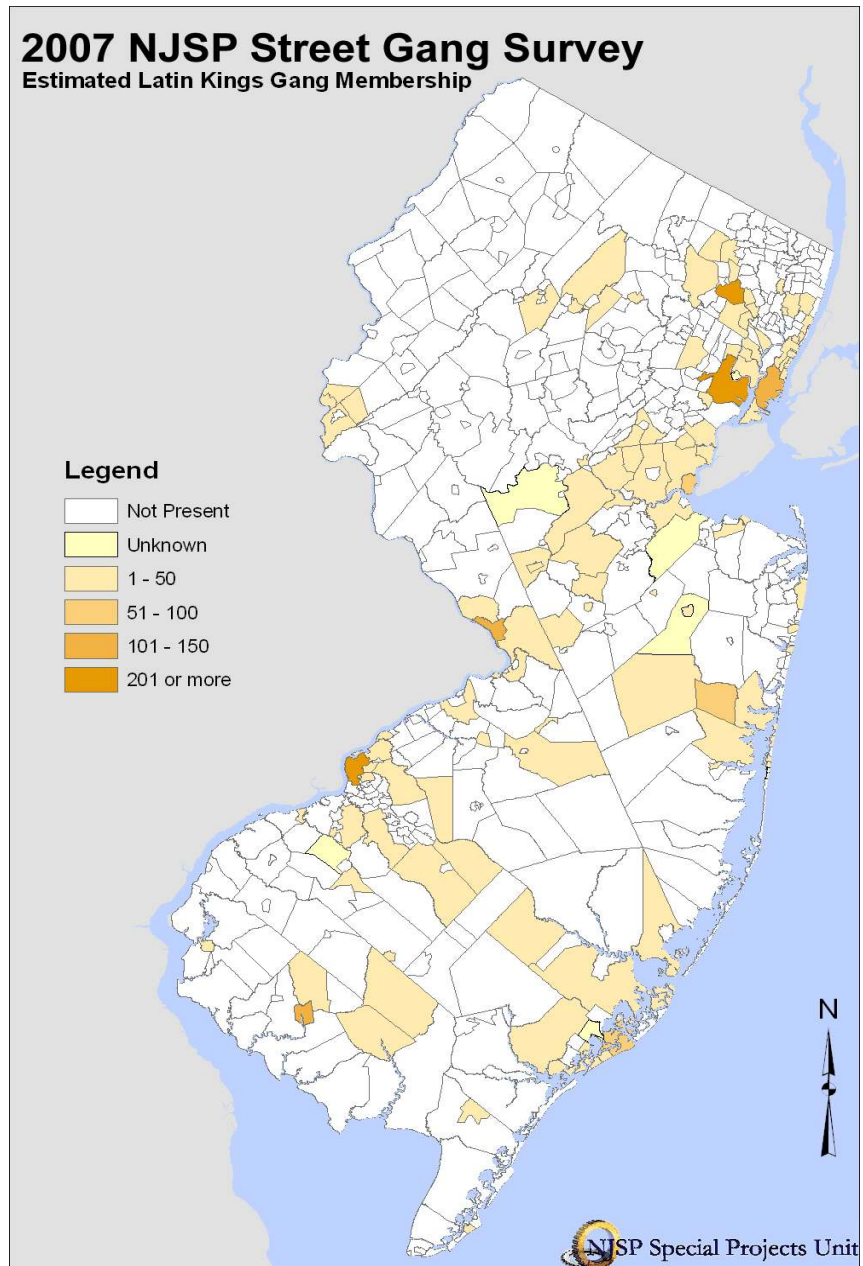 2007 NJSP Street Gang Survey
Estimated Latin Kings Gang Membership
Legend
Not Present
Unknown
1 - 50
51 - 100
101 - 150
201 or more
N
NJSP Special Projects Unit